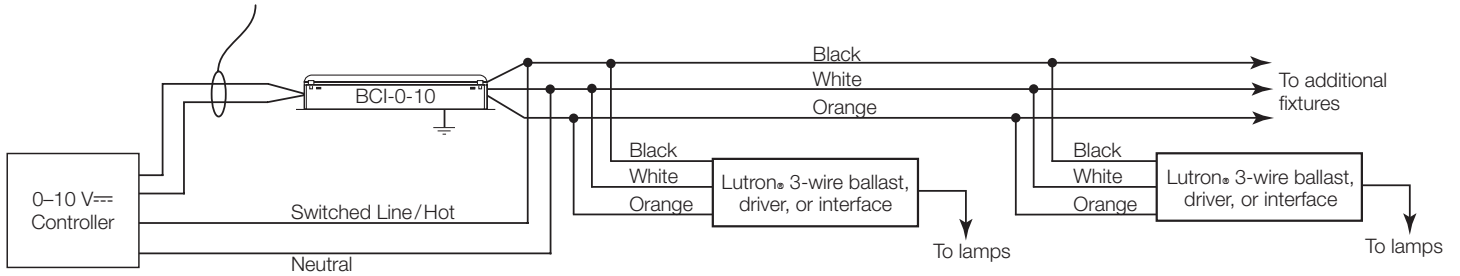 Black
White
Orange
To additional
fixtures
BCI-0-10
0–10 V⎓
Controller
Switched Line/Hot
Neutral
Black
White
Orange
Lutron® 3-wire ballast,
driver, or interface
To lamps
Black
White
Orange
Lutron® 3-wire ballast,
driver, or interface
To lamps